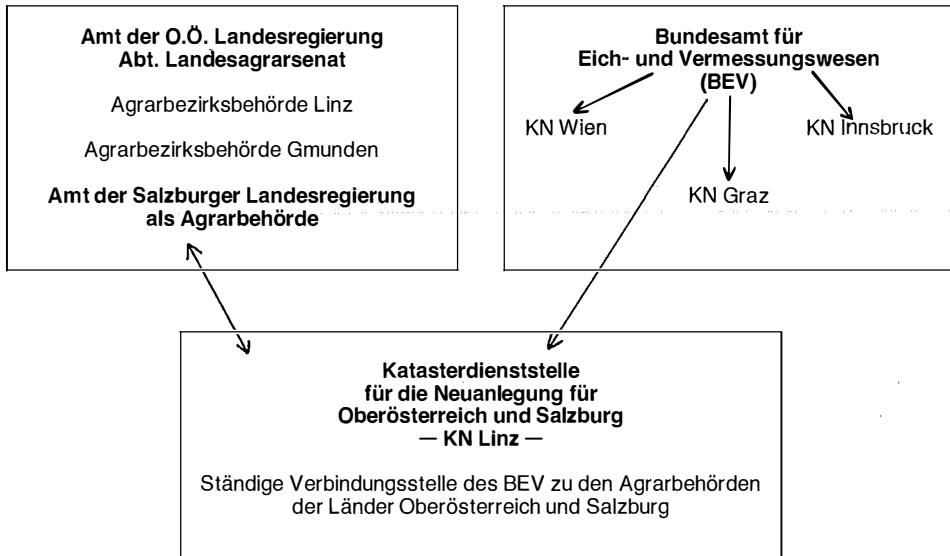 Amt der O.Ö. Landesregierung
Abt. Landesagrarsenat
Agrarbezirksbehörde Linz
Agrarbezirksbehörde Gmunden
Amt der Salzburger Landesregierung
als Agrarbehörde
Bundesamt für
Eich- und Vermessungswesen
(BEV)
KN Wien
KN Innsbruck
KN Graz
Katasterdienststelle
für die Neuanlegung für
Oberösterreich und Salzburg
— KN Linz —
Ständige Verbindungsstelle des BEV zu den Agrarbehörden
der Länder Oberösterreich und Salzburg